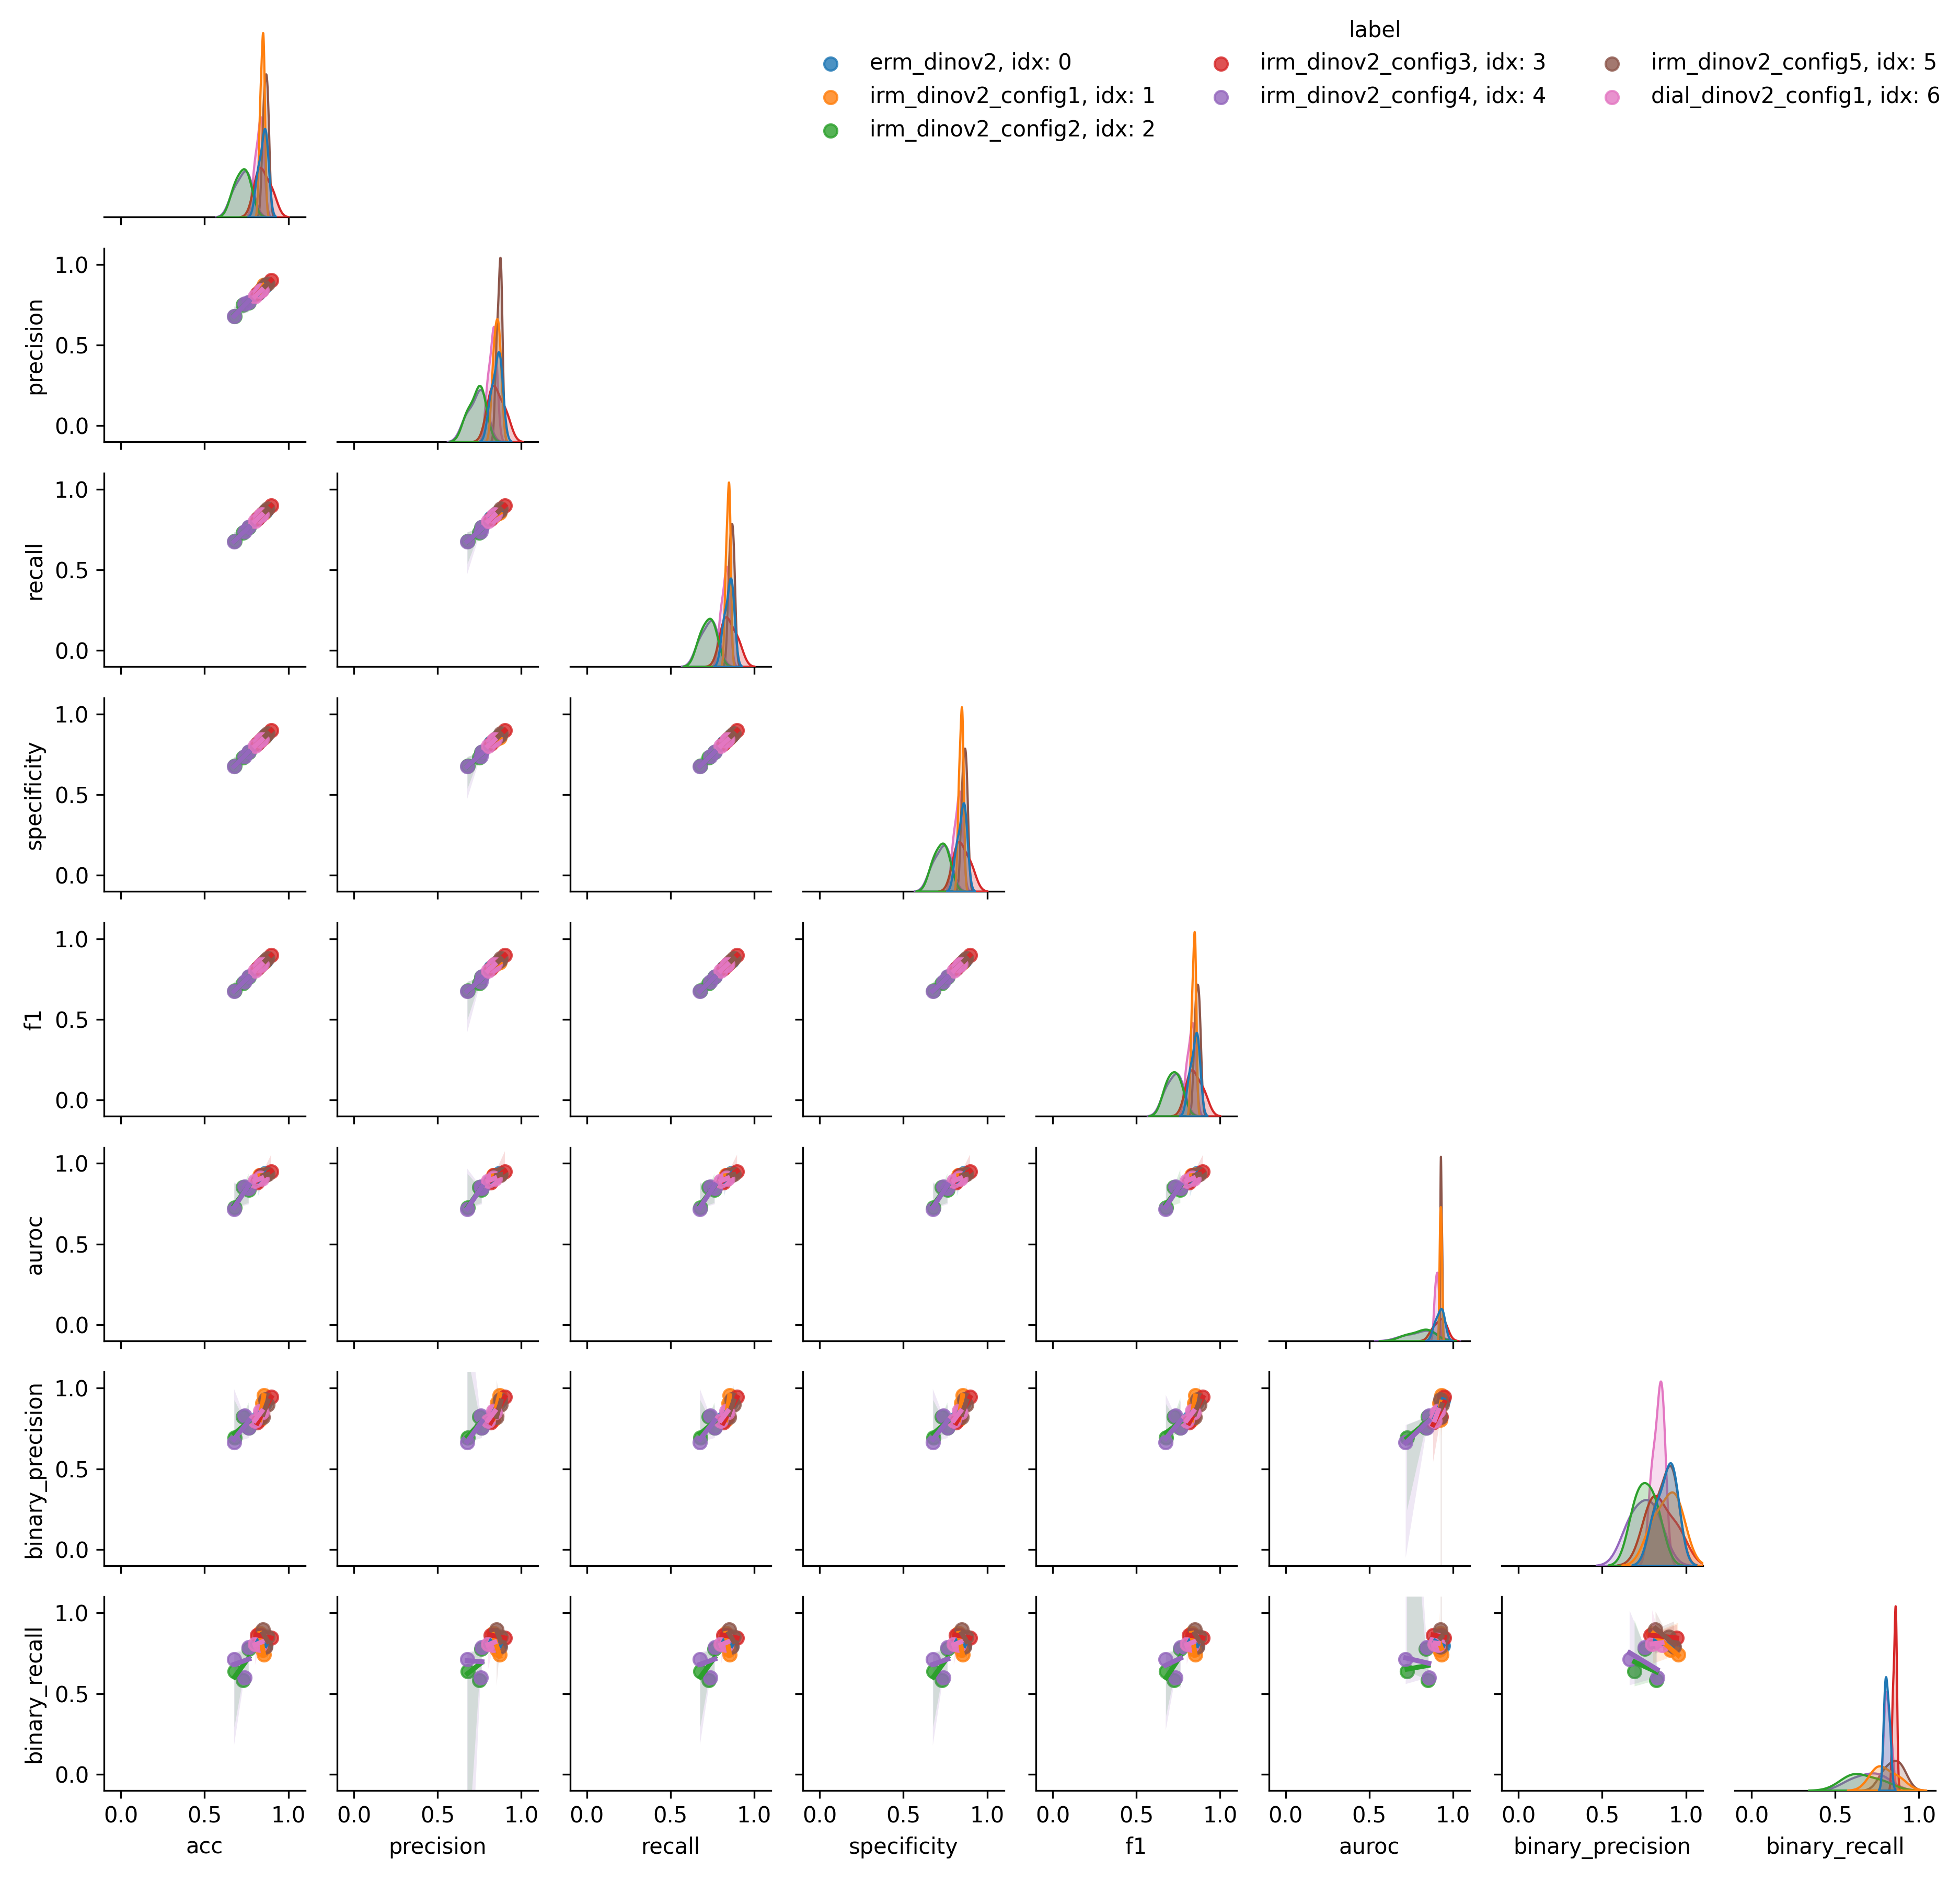 label
erm_dinov2, idx: 0
irm_dinov2_config1, idx: 1
irm_dinov2_config2, idx: 2
irm_dinov2_config3, idx: 3
irm_dinov2_config4, idx: 4
irm_dinov2_config5, idx: 5
dial_dinov2_config1, idx: 6
1.0
0.5
0.0
precision
1.0
0.5
0.0
recall
1.0
0.5
0.0
specificity
1.0
0.5
0.0
f1
1.0
0.5
0.0
auroc
1.0
0.5
0.0
binary_precision
1.0
0.5
0.0
binary_recall
0.0 0.5 1.0
acc
0.0 0.5 1.0
precision
0.0 0.5 1.0
recall
0.0 0.5 1.0
specificity
0.0 0.5 1.0
f1
0.0 0.5 1.0
auroc
0.0 0.5 1.0
binary_precision
0.0 0.5 1.0
binary_recall